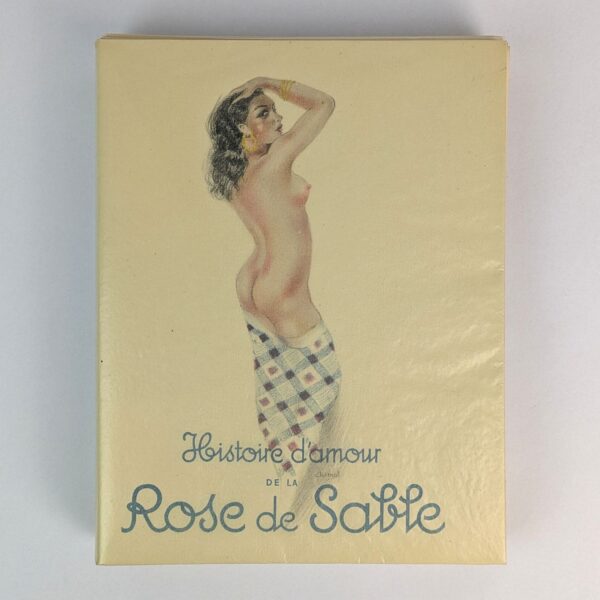 Histoire d'amour
DE LA
Rose de Sable